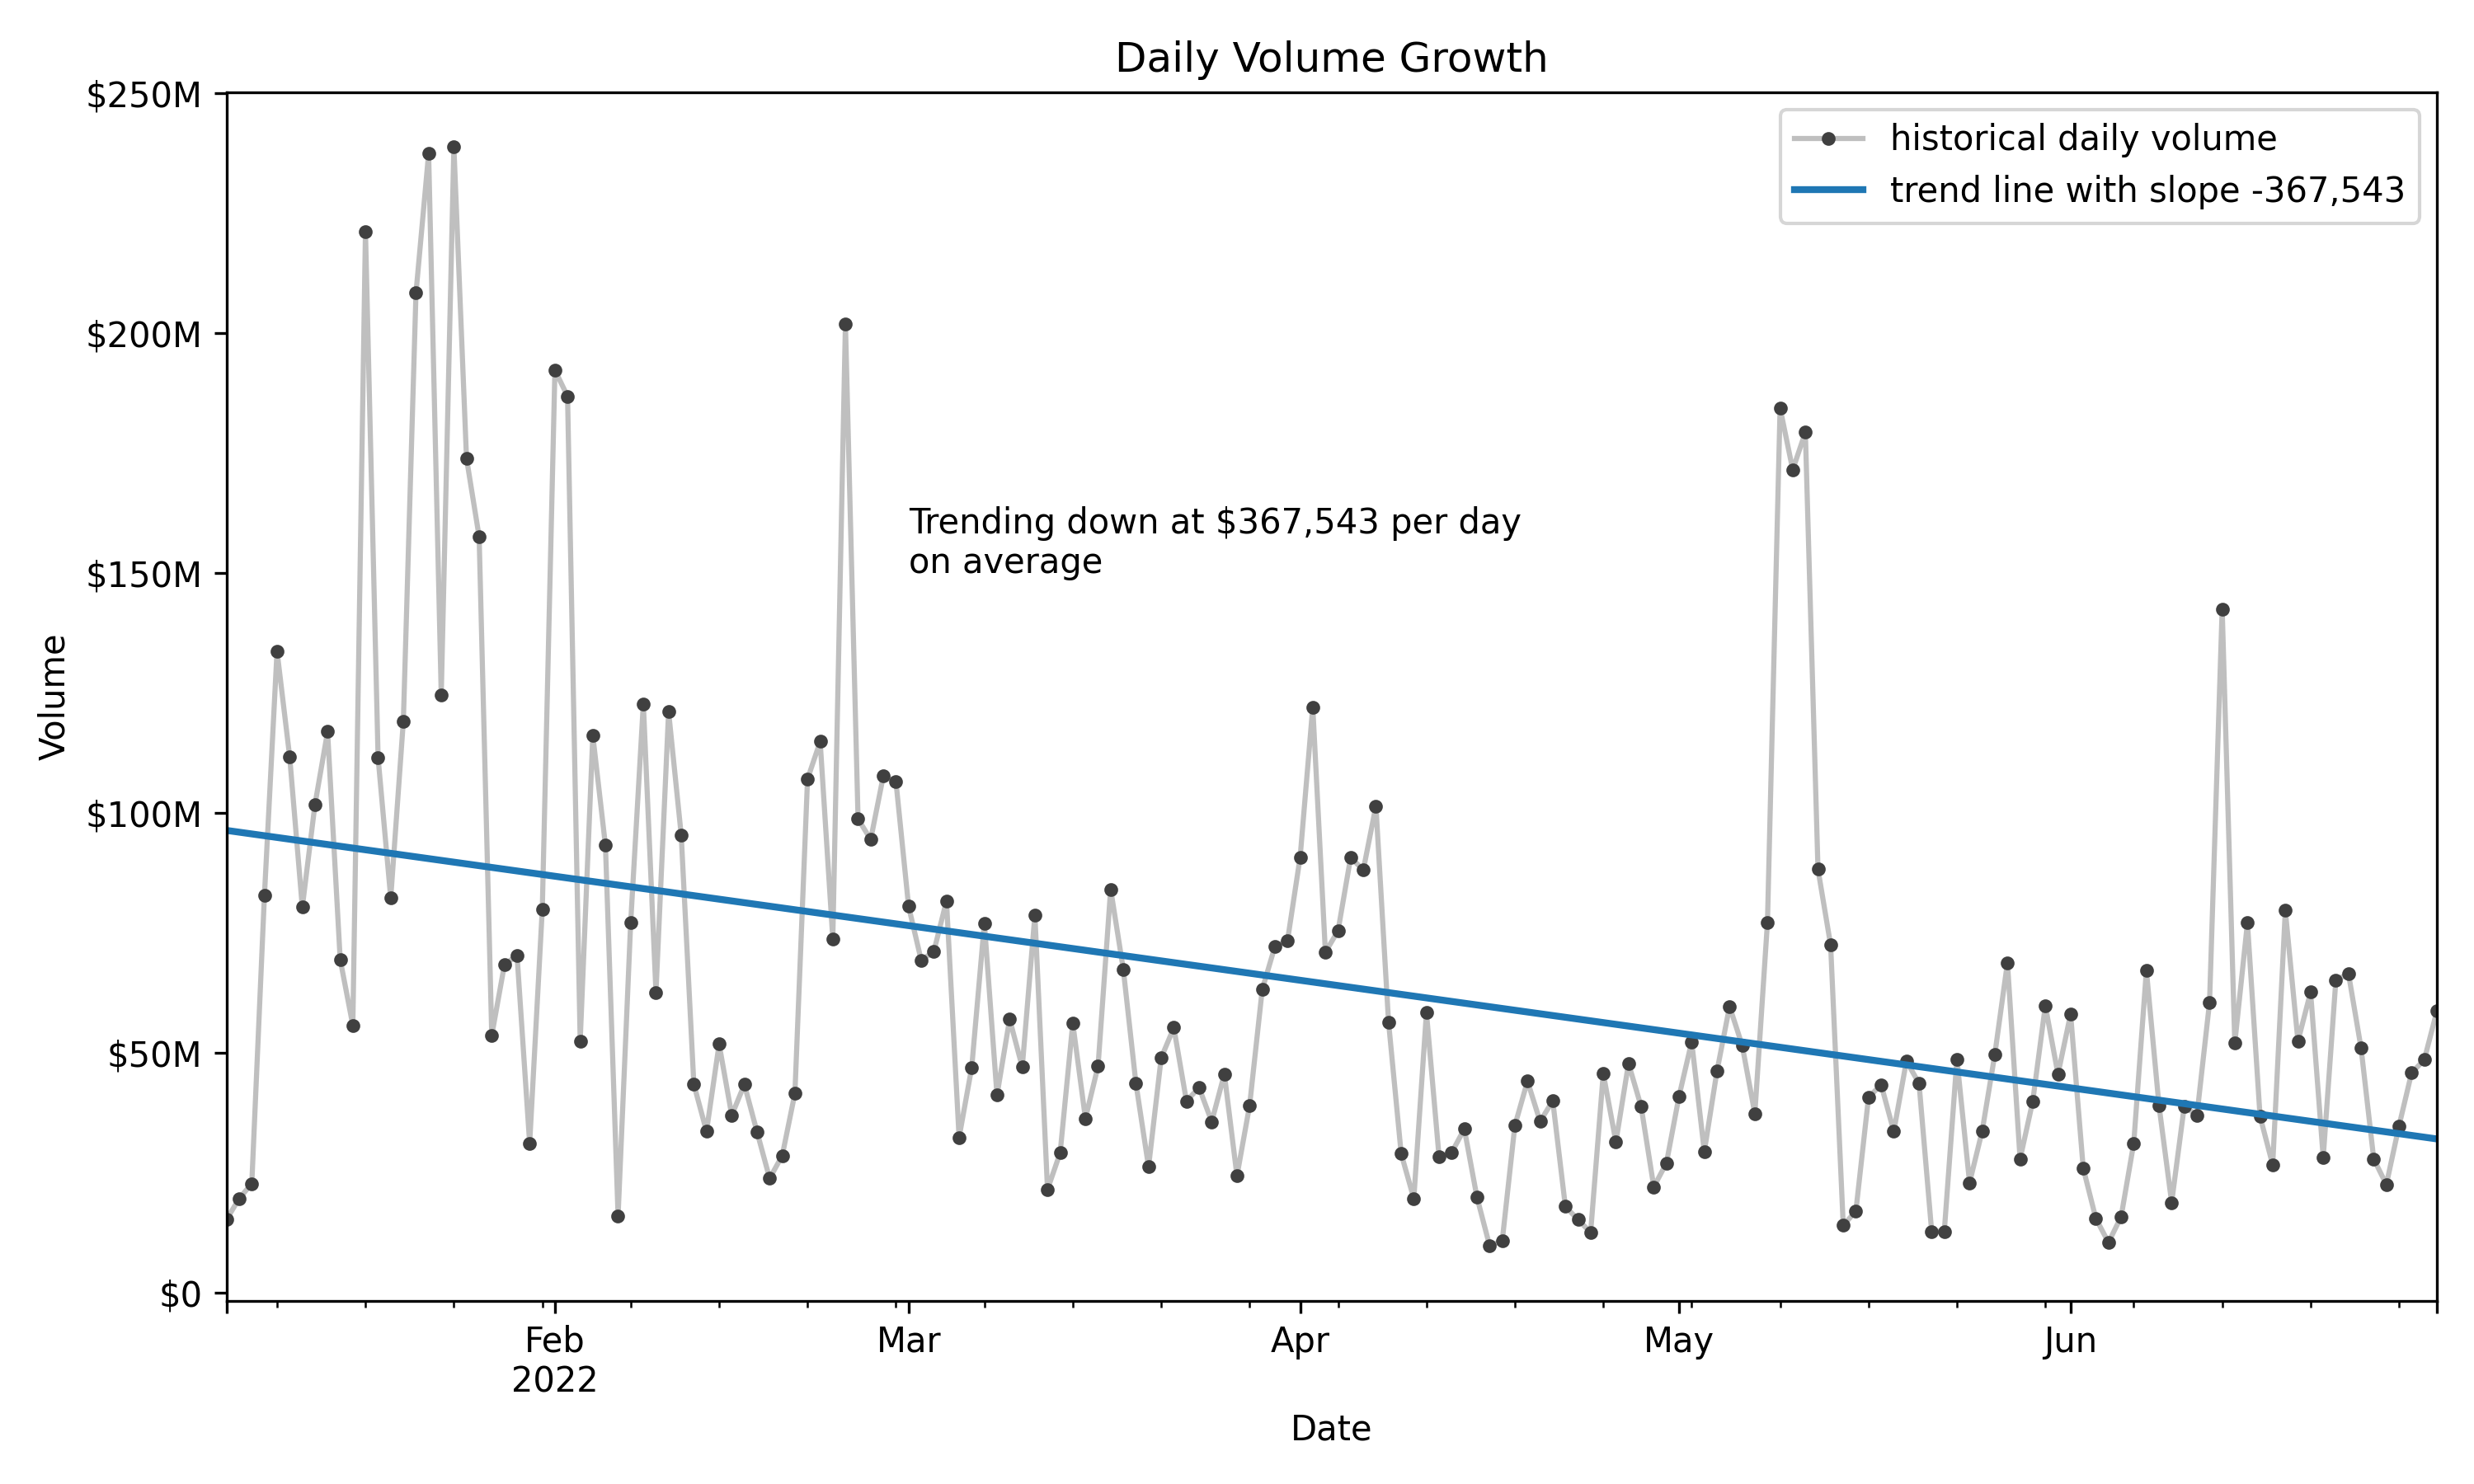 Daily Volume Growth
$250M
$200M
$150M
$100M
$50M
$0
Volume
historical daily volume
trend line with slope -367,543
Trending down at $367,543 per day
on average
Feb
2022
Mar
Apr
May
Jun
Date